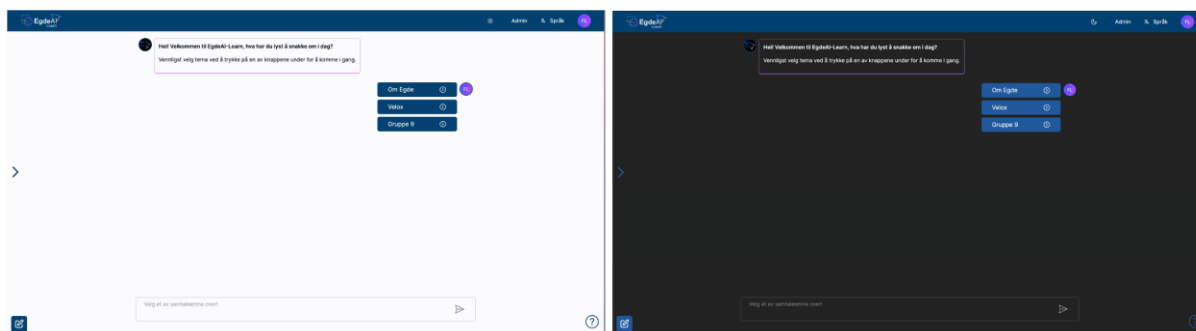 EgdeAI
Learn
Admin
Språk
FL
Hei! Velkommen til EgdeAI-Learn, hva har du lyst å snakke om i dag?
Vennligst velg tema ved å trykke på en av knappene under for å komme i gang.
Om Egde
FL
Velox
Gruppe 9
Velg et av samtaleemne over!
?
EgdeAI
Learn
Admin
Språk
FL
Hei! Velkommen til EgdeAI-Learn, hva har du lyst å snakke om i dag?
Vennligst velg tema ved å trykke på en av knappene under for å komme i gang.
Om Egde
FL
Velox
Gruppe 9
Velg et av samtaleemne over!
?